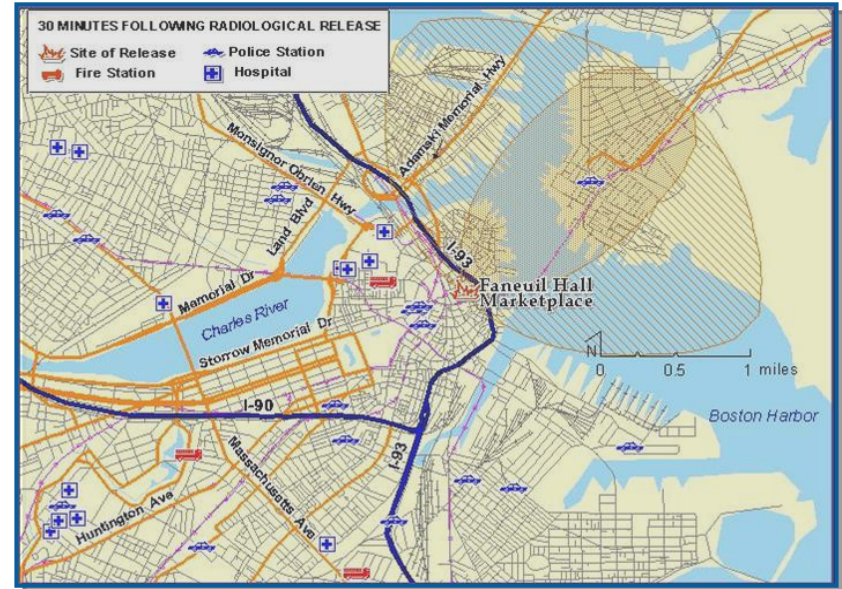 30 MINUTES FOLLOWING RADIOLOGICAL RELEASE
Site of Release
Police Station
Fire Station
Hospital
Monsignor Obrien Hwy
Adamski Memorial Hwy
Land Blvd
I-93
Faneuil Hall
Marketplace
Memorial Dr
Charles River
Storrow Memorial Dr
N
0 0.5 1 miles
I-90
Boston Harbor
I-93
Massachusetts Ave
Huntington Ave